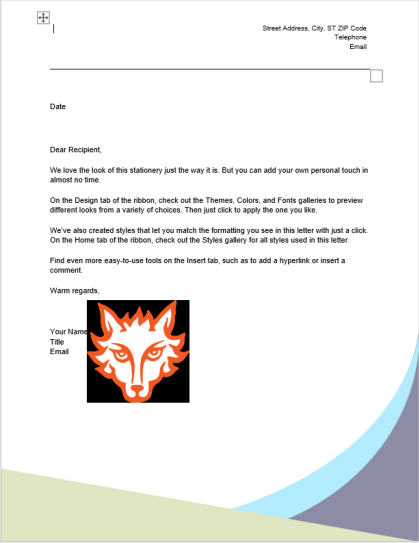 Street Address, City, ST ZIP Code
Telephone
Email
Date
Dear Recipient,
We love the look of this stationery just the way it is. But you can add your own personal touch in
almost no time.
On the Design tab of the ribbon, check out the Themes, Colors, and Fonts galleries to preview
different looks from a variety of choices. Then just click to apply the one you like.
We've also created styles that let you match the formatting you see in this letter with just a click.
On the Home tab of the ribbon, check out the Styles gallery for all styles used in this letter.
Find even more easy-to-use tools on the Insert tab, such as to add a hyperlink or insert a
comment.
Warm regards,
Your Name
Title
Email